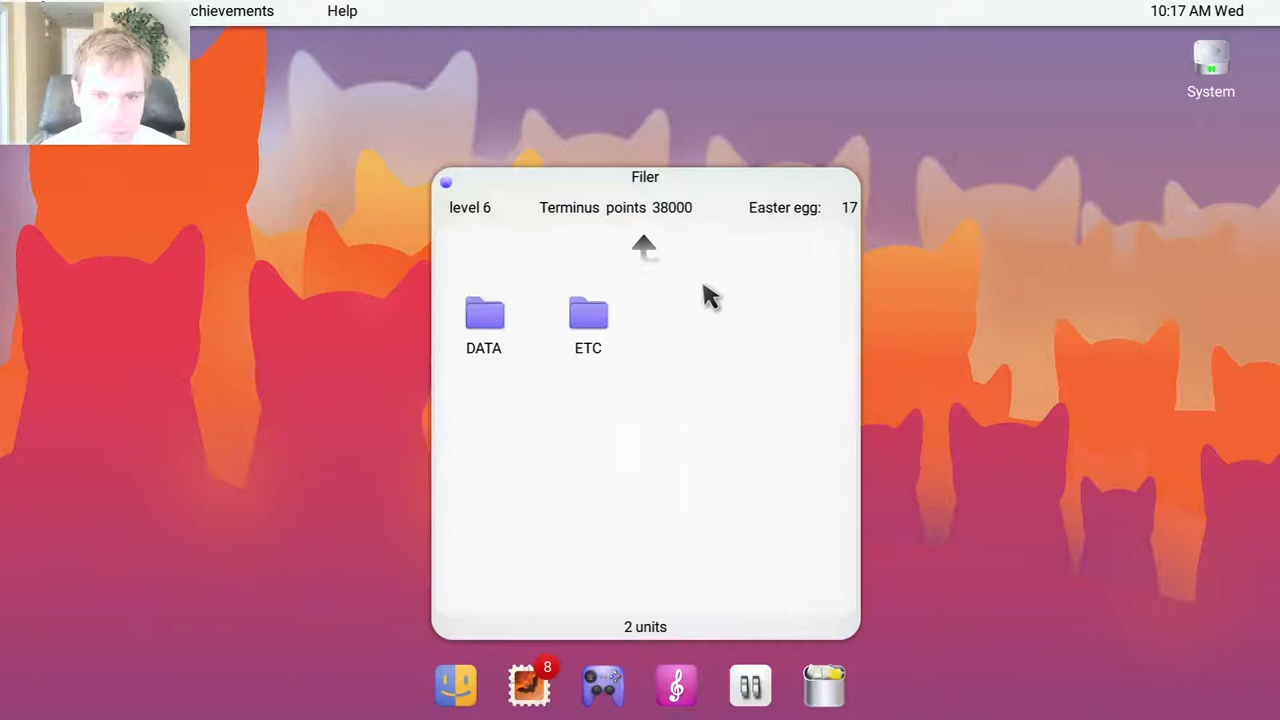 chievements Help 10:17 AM Wed
System
Filer
level 6 Terminus points 38000 Easter egg: 17
DATA ETC
2 units
8